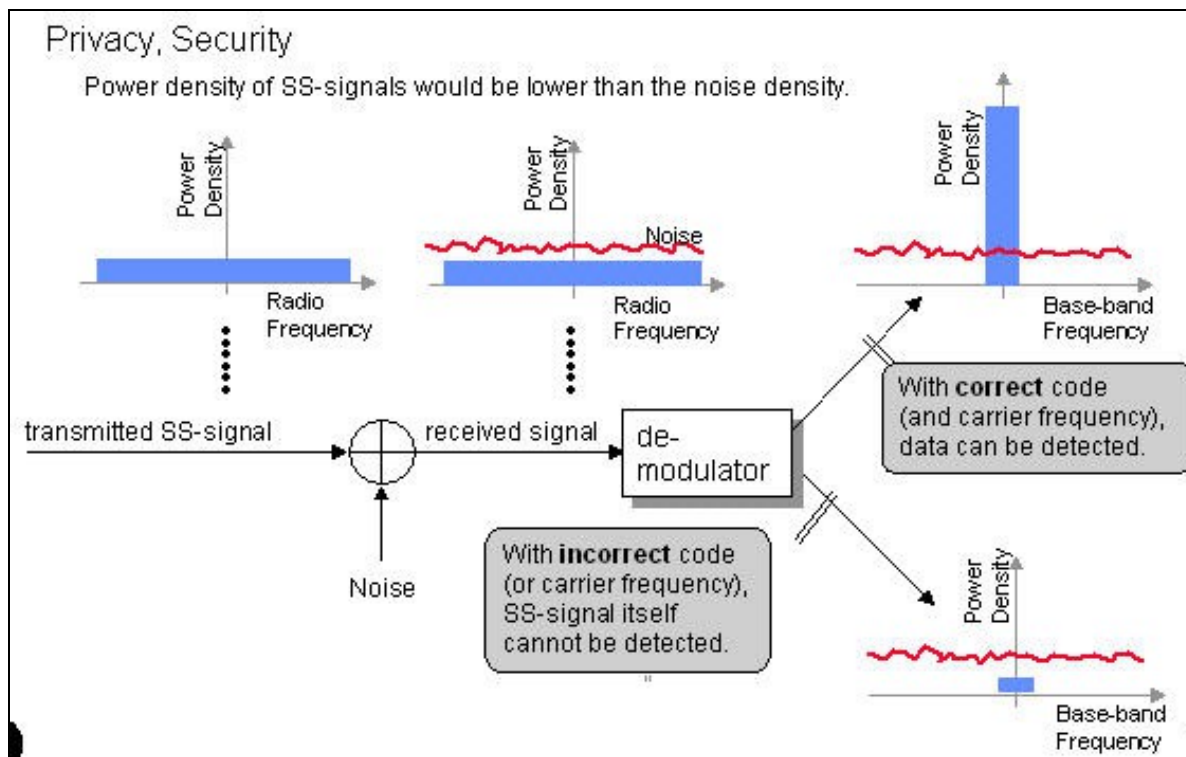 Privacy, Security
Power density of SS-signals would be lower than the noise density.
Power
Density
Radio
Frequency
Power
Density
Noise
Radio
Frequency
Power
Density
Base-band
Frequency
transmitted SS-signal
received signal
de-
modulator
With correct code
(and carrier frequency),
data can be detected.
Noise
With incorrect code
(or carrier frequency),
SS-signal itself
cannot be detected.
Power
Density
Base-band
Frequency